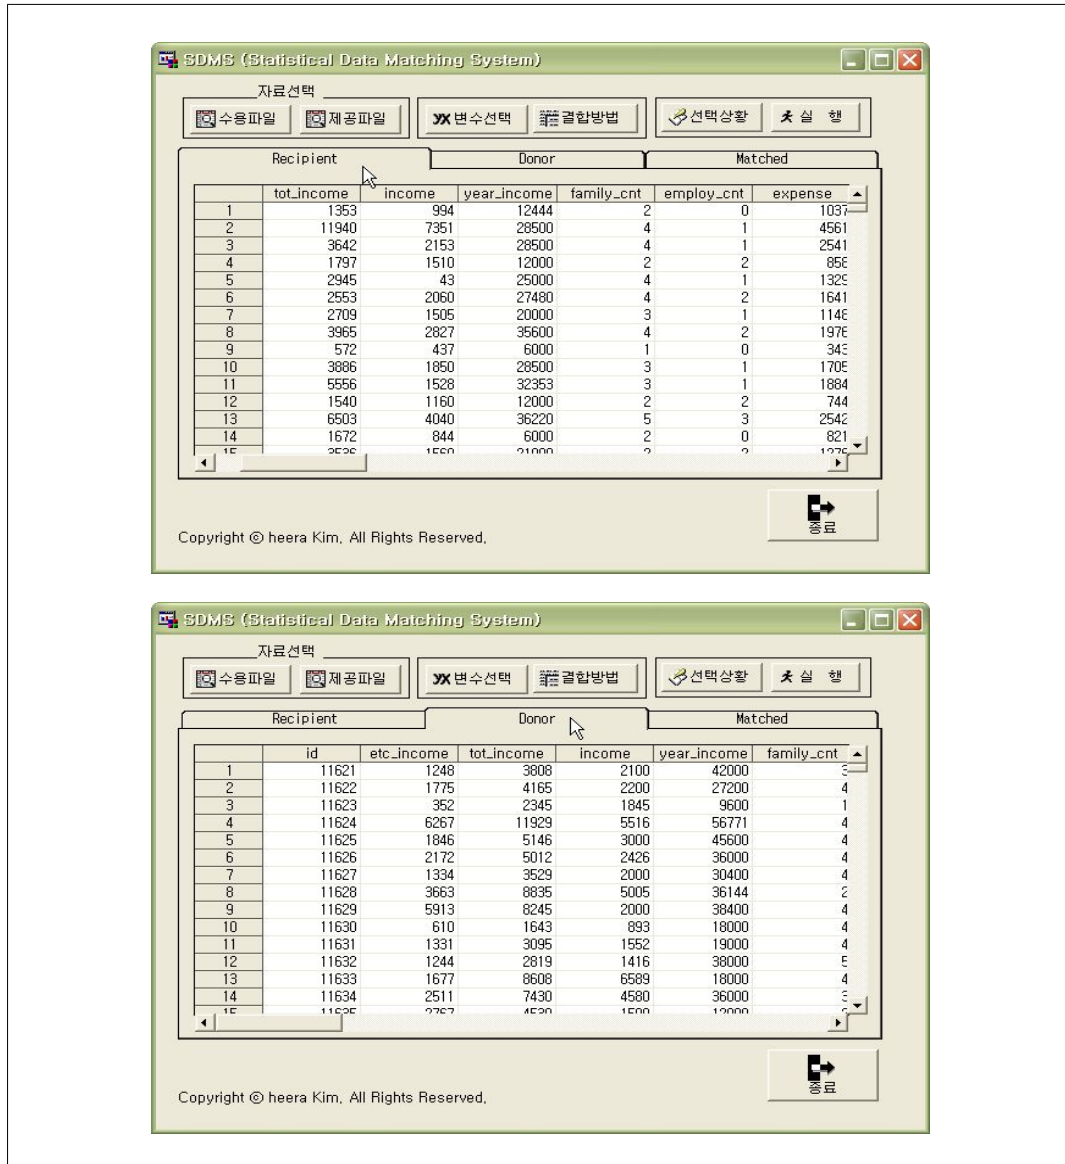 SDMS (Statistical Data Matching System)
자료선택
수용파일 제공파일 yx 변수선택 결합방법 선택상황 실 행
Recipient Donor Matched
tot_income income year_income family_cnt employ_cnt expense
1 1353 994 12444 2 0 1037
2 11940 7351 28500 4 1 4561
3 3642 2153 28500 4 1 2541
4 1797 1510 12000 2 2 858
5 2945 43 25000 4 1 1329
6 2553 2060 27480 4 2 1641
7 2709 1505 20000 3 1 1148
8 3965 2827 35600 4 2 1976
9 572 437 6000 1 0 343
10 3886 1850 28500 3 1 1705
11 5556 1528 32353 3 1 1884
12 1540 1160 12000 2 2 744
13 6503 4040 36220 5 3 2542
14 1672 844 6000 2 0 821
종료
Copyright ⓒ heera Kim, All Rights Reserved,
SDMS (Statistical Data Matching System)
자료선택
수용파일 제공파일 yx 변수선택 결합방법 선택상황 실 행
Recipient Donor Matched
id etc_income tot_income income year_income family_cnt
1 11621 1248 3808 2100 42000 3
2 11622 1775 4165 2200 27200 4
3 11623 352 2345 1845 9600 1
4 11624 6267 11929 5516 56771 4
5 11625 1846 5146 3000 45600 4
6 11626 2172 5012 2426 36000 4
7 11627 1334 3529 2000 30400 4
8 11628 3663 8835 5005 36144 2
9 11629 5913 8245 2000 38400 4
10 11630 610 1643 893 18000 4
11 11631 1331 3095 1552 19000 4
12 11632 1244 2819 1416 38000 5
13 11633 1677 8608 6589 18000 4
14 11634 2511 7430 4580 36000 3
종료
Copyright ⓒ heera Kim, All Rights Reserved,